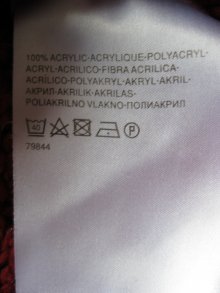 100% ACRYLIC-ACRYLIQUE-POLYACRYL-
ACRYL-ACRILICO-FIBRA ACRILICA-
ACRILICO-POLYAKRYL-AKRYL-AKRIL-
АКРИЛ-AKRILIK-AKRILAS-
POLIAKRILNO VLAKNO-ПОЛИАКРИЛ
40 P
79844